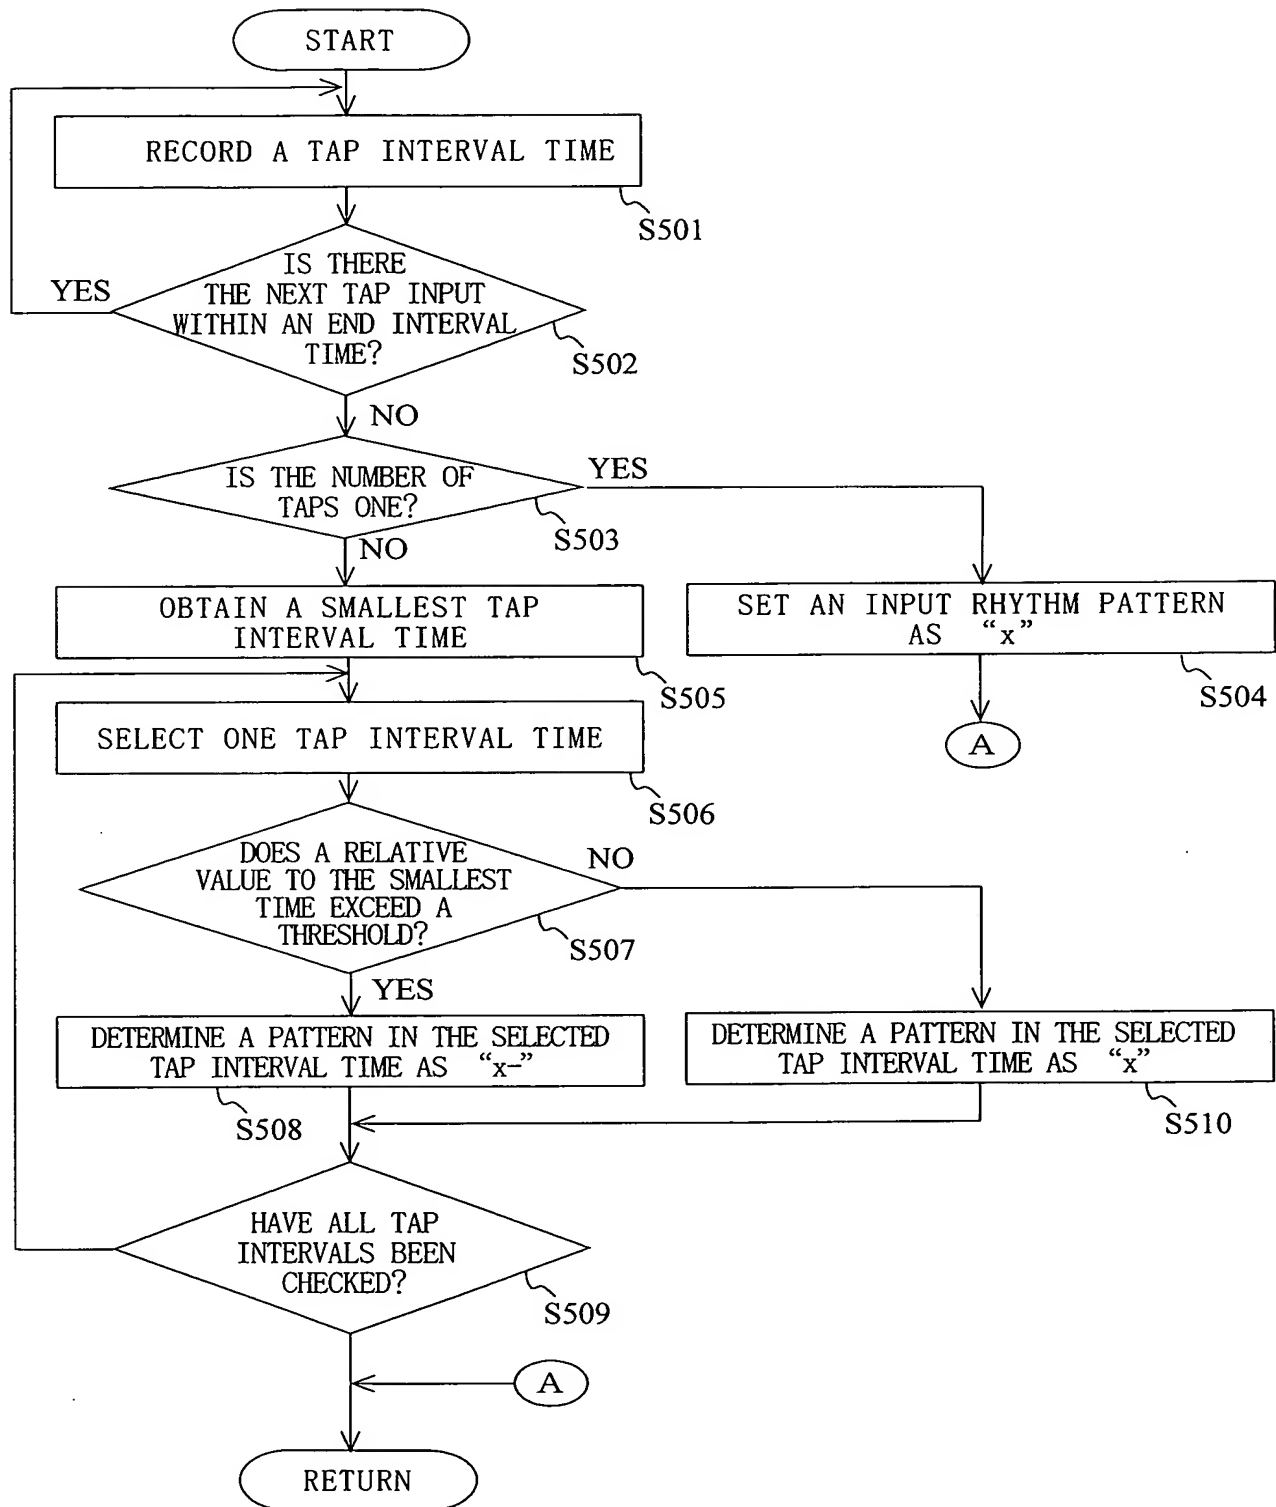 START
RECORD A TAP INTERVAL TIME
S501
IS THERE
THE NEXT TAP INPUT
WITHIN AN END INTERVAL
TIME?
YES
S502
NO
IS THE NUMBER OF
TAPS ONE?
YES
S503
NO
OBTAIN A SMALLEST TAP
INTERVAL TIME
S505
SET AN INPUT RHYTHM PATTERN
AS “x”
S504
A
SELECT ONE TAP INTERVAL TIME
S506
DOES A RELATIVE
VALUE TO THE SMALLEST
TIME EXCEED A
THRESHOLD?
NO
S507
YES
DETERMINE A PATTERN IN THE SELECTED
TAP INTERVAL TIME AS “x-”
S508
DETERMINE A PATTERN IN THE SELECTED
TAP INTERVAL TIME AS “x”
S510
HAVE ALL TAP
INTERVALS BEEN
CHECKED?
S509
A
RETURN